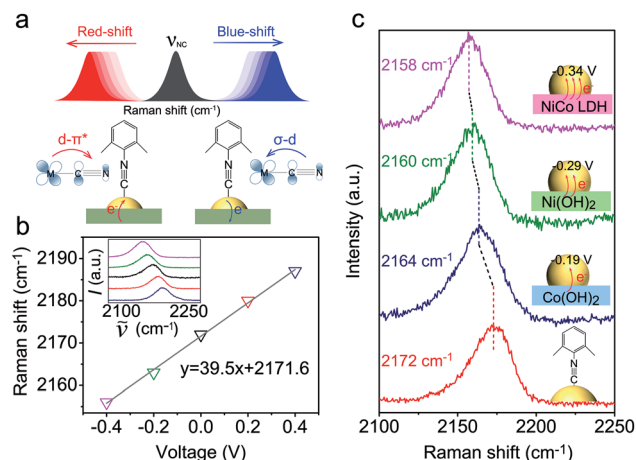 a
Red-shift
νNC
Blue-shift
Raman shift (cm⁻¹)
d-π*
σ-d
M
C
N
N
C
e⁻
N
C
e⁻
M
C
N
b
Raman shift (cm⁻¹)
2190
2180
2170
2160
I (a.u.)
2100
2250
ν̃ (cm⁻¹)
y=39.5x+2171.6
-0.4
-0.2
0.0
0.2
0.4
Voltage (V)
c
Intensity (a.u.)
2158 cm⁻¹
-0.34 V
e⁻
NiCo LDH
2160 cm⁻¹
-0.29 V
e⁻
Ni(OH)₂
2164 cm⁻¹
-0.19 V
e⁻
Co(OH)₂
2172 cm⁻¹
N
C
2100
2150
2200
2250
Raman shift (cm⁻¹)